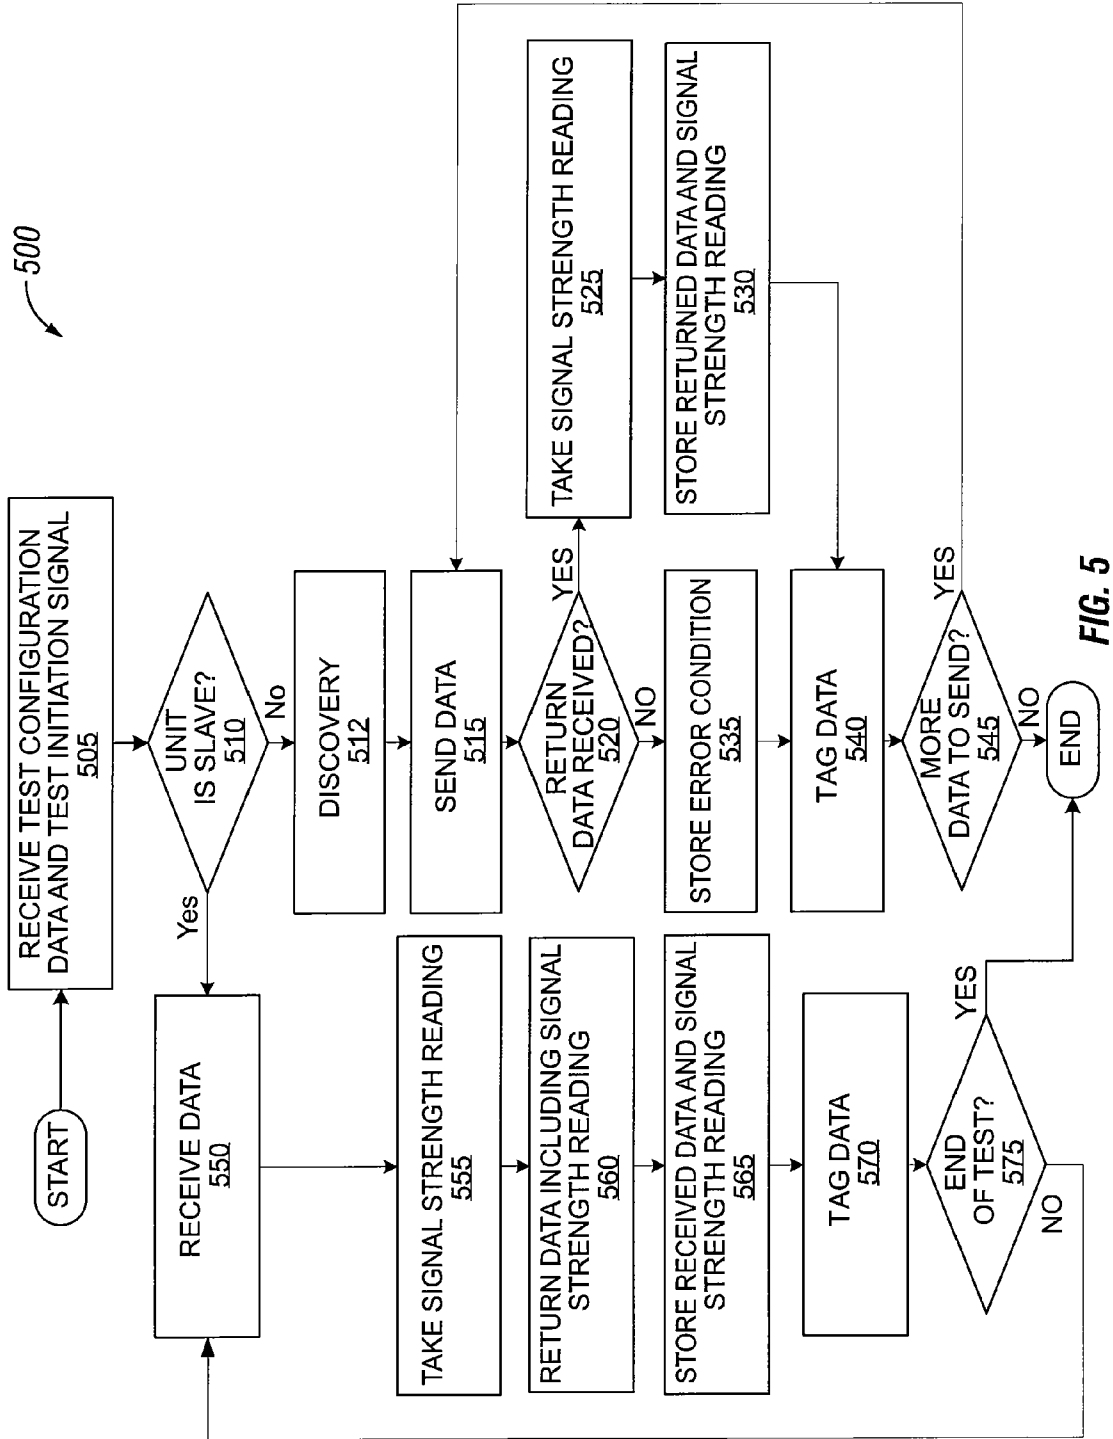 500
START
RECEIVE TEST CONFIGURATION
DATA AND TEST INITIATION SIGNAL
505
UNIT
IS SLAVE?
510
Yes
No
RECEIVE DATA
550
TAKE SIGNAL STRENGTH READING
555
RETURN DATA INCLUDING SIGNAL
STRENGTH READING
560
STORE RECEIVED DATA AND SIGNAL
STRENGTH READING
565
TAG DATA
570
END
OF TEST?
575
YES
NO
DISCOVERY
512
SEND DATA
515
RETURN
DATA RECEIVED?
520
YES
NO
TAKE SIGNAL STRENGTH READING
525
STORE RETURNED DATA AND SIGNAL
STRENGTH READING
530
STORE ERROR CONDITION
535
TAG DATA
540
MORE
DATA TO SEND?
545
YES
NO
END
FIG. 5